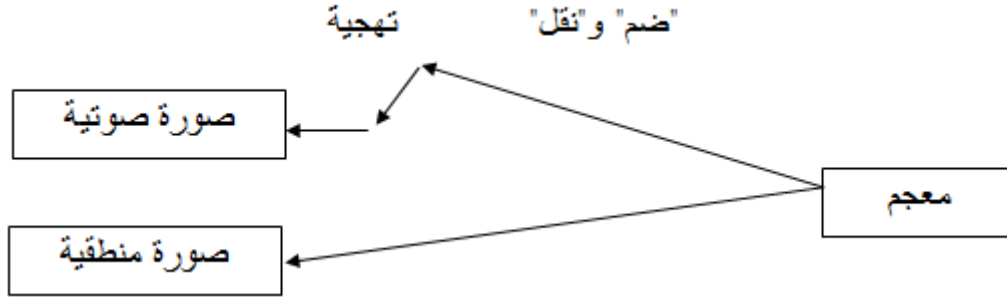 "ضم" و"نقل" تهجية
صورة صوتية
معجم
صورة منطقية